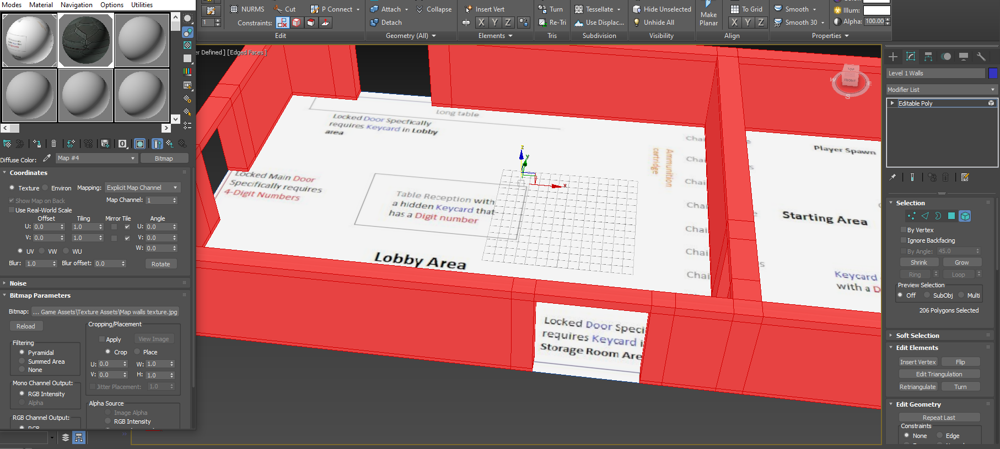 Modes Material Navigation Options Utilities
NURMS Cut P Connect
1 Constraints:
Edit
Attach Collapse
Detach
Geometry (All)
Insert Vert
X Y Z
Elements
Turn
Re-Tri
Tris
Tessellate
Use Displac...
Subdivision
Hide Unselected
Unhide All
Visibility
Make
Planar
To Grid
X Y Z
Align
Smooth
Smooth 30
30
Illum:
Alpha: 100.00
Properties
er Defined ] [Edged Faces ]
Diffuse Color: Map #4 Bitmap
Coordinates
Texture Environ Mapping: Explicit Map Channel
Show Map on Back Map Channel: 1
Use Real-World Scale
Offset Tiling Mirror Tile Angle
U: 0.0 1.0 U: 0.0
V: 0.0 1.0 V: 0.0
W: 0.0
UV VW WU
Blur: 1.0 Blur offset: 0.0 Rotate
Noise
Bitmap Parameters
Bitmap: ... Game Assets\Texture Assets\Map walls texture.jpg
Reload
Cropping/Placement
Apply View Image
Crop Place
U: 0.0 W: 1.0
V: 0.0 H: 1.0
Jitter Placement: 1.0
Filtering
Pyramidal
Summed Area
None
Mono Channel Output:
RGB Intensity
Alpha
RGB Channel Output:
RGB
Alpha Source
Image Alpha
RGB Intensity
Long table
Locked Door Specfically
requires Keycard in Lobby
area
Locked Main Door
Specifically requires
4-Digit Numbers
Table Reception with
a hidden Keycard that
has a Digit number
Lobby Area
z
y
x
Ammunition
cartridge
Chai
Chai
Chai
Chai
Chai
Chai
Chai
Player Spawn
Starting Area
Keycard
with a D
Locked Door Speci
requires Keycard i
Storage Room Are
TOP
FRONT
W E
S
Level 1 Walls
Modifier List
Editable Poly
Selection
By Vertex
Ignore Backfacing
By Angle: 45.0
Shrink Grow
Ring Loop
Preview Selection
Off SubObj Multi
206 Polygons Selected
Soft Selection
Edit Elements
Insert Vertex Flip
Edit Triangulation
Retriangulate Turn
Edit Geometry
Repeat Last
Constraints
None Edge